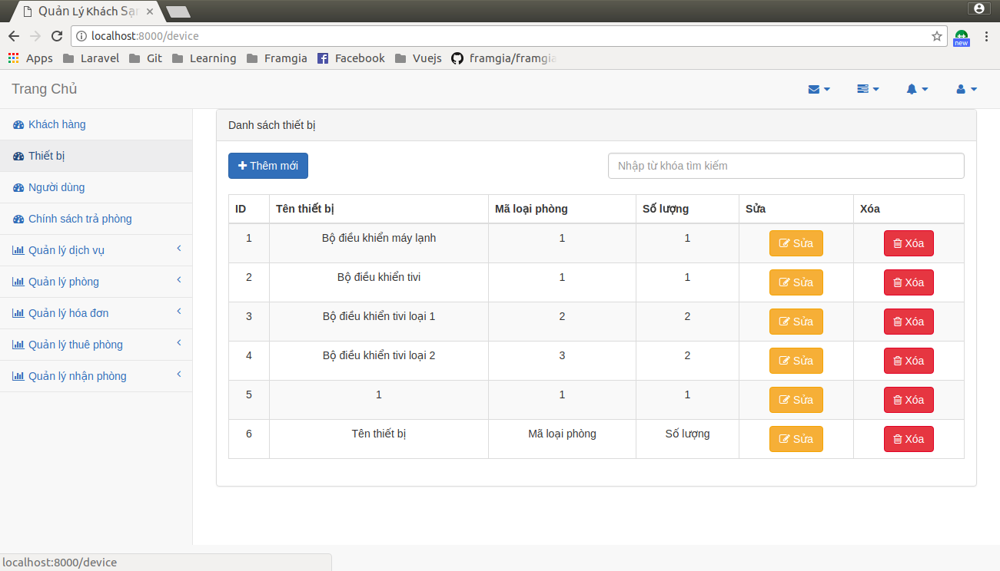 Quản Lý Khách Sạn
localhost:8000/device
new
Apps Laravel Git Learning Framgia Facebook Vuejs framgia/framgia
Trang Chủ
Khách hàng
Thiết bị
Người dùng
Chính sách trả phòng
Quản lý dịch vụ
Quản lý phòng
Quản lý hóa đơn
Quản lý thuê phòng
Quản lý nhận phòng
Danh sách thiết bị
Thêm mới Nhập từ khóa tìm kiếm
ID Tên thiết bị Mã loại phòng Số lượng Sửa Xóa
1 Bộ điều khiển máy lạnh 1 1 Sửa Xóa
2 Bộ điều khiển tivi 1 1 Sửa Xóa
3 Bộ điều khiển tivi loại 1 2 2 Sửa Xóa
4 Bộ điều khiển tivi loại 2 3 2 Sửa Xóa
5 1 1 1 Sửa Xóa
6 Tên thiết bị Mã loại phòng Số lượng Sửa Xóa
localhost:8000/device